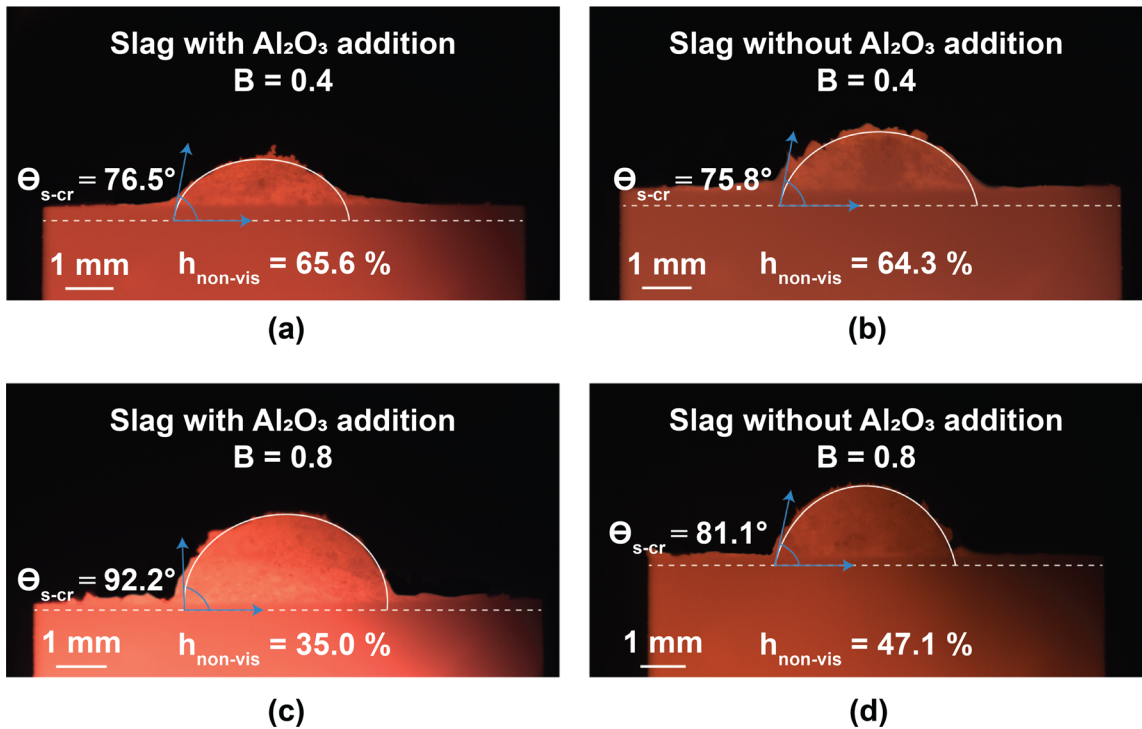 Slag with Al₂O₃ addition
B = 0.4
ϴs-cr = 76.5°
1 mm
hnon-vis = 65.6 %
(a)
Slag without Al₂O₃ addition
B = 0.4
ϴs-cr = 75.8°
1 mm
hnon-vis = 64.3 %
(b)
Slag with Al₂O₃ addition
B = 0.8
ϴs-cr = 92.2°
1 mm
hnon-vis = 35.0 %
(c)
Slag without Al₂O₃ addition
B = 0.8
ϴs-cr = 81.1°
1 mm
hnon-vis = 47.1 %
(d)